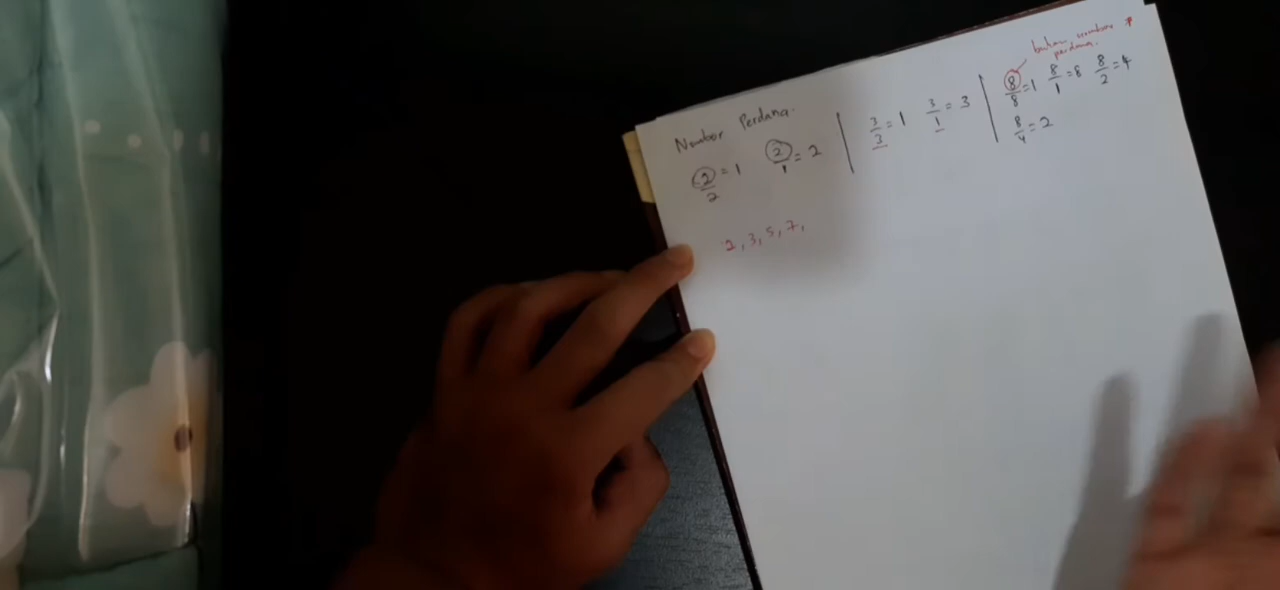 Nombor Perdana.
2/2 = 1 2/1 = 2
3/3 = 1 3/1 = 3
bukan nombor
perdana.
8/8 = 1 8/1 = 8 8/2 = 4
8/4 = 2
2, 3, 5, 7,